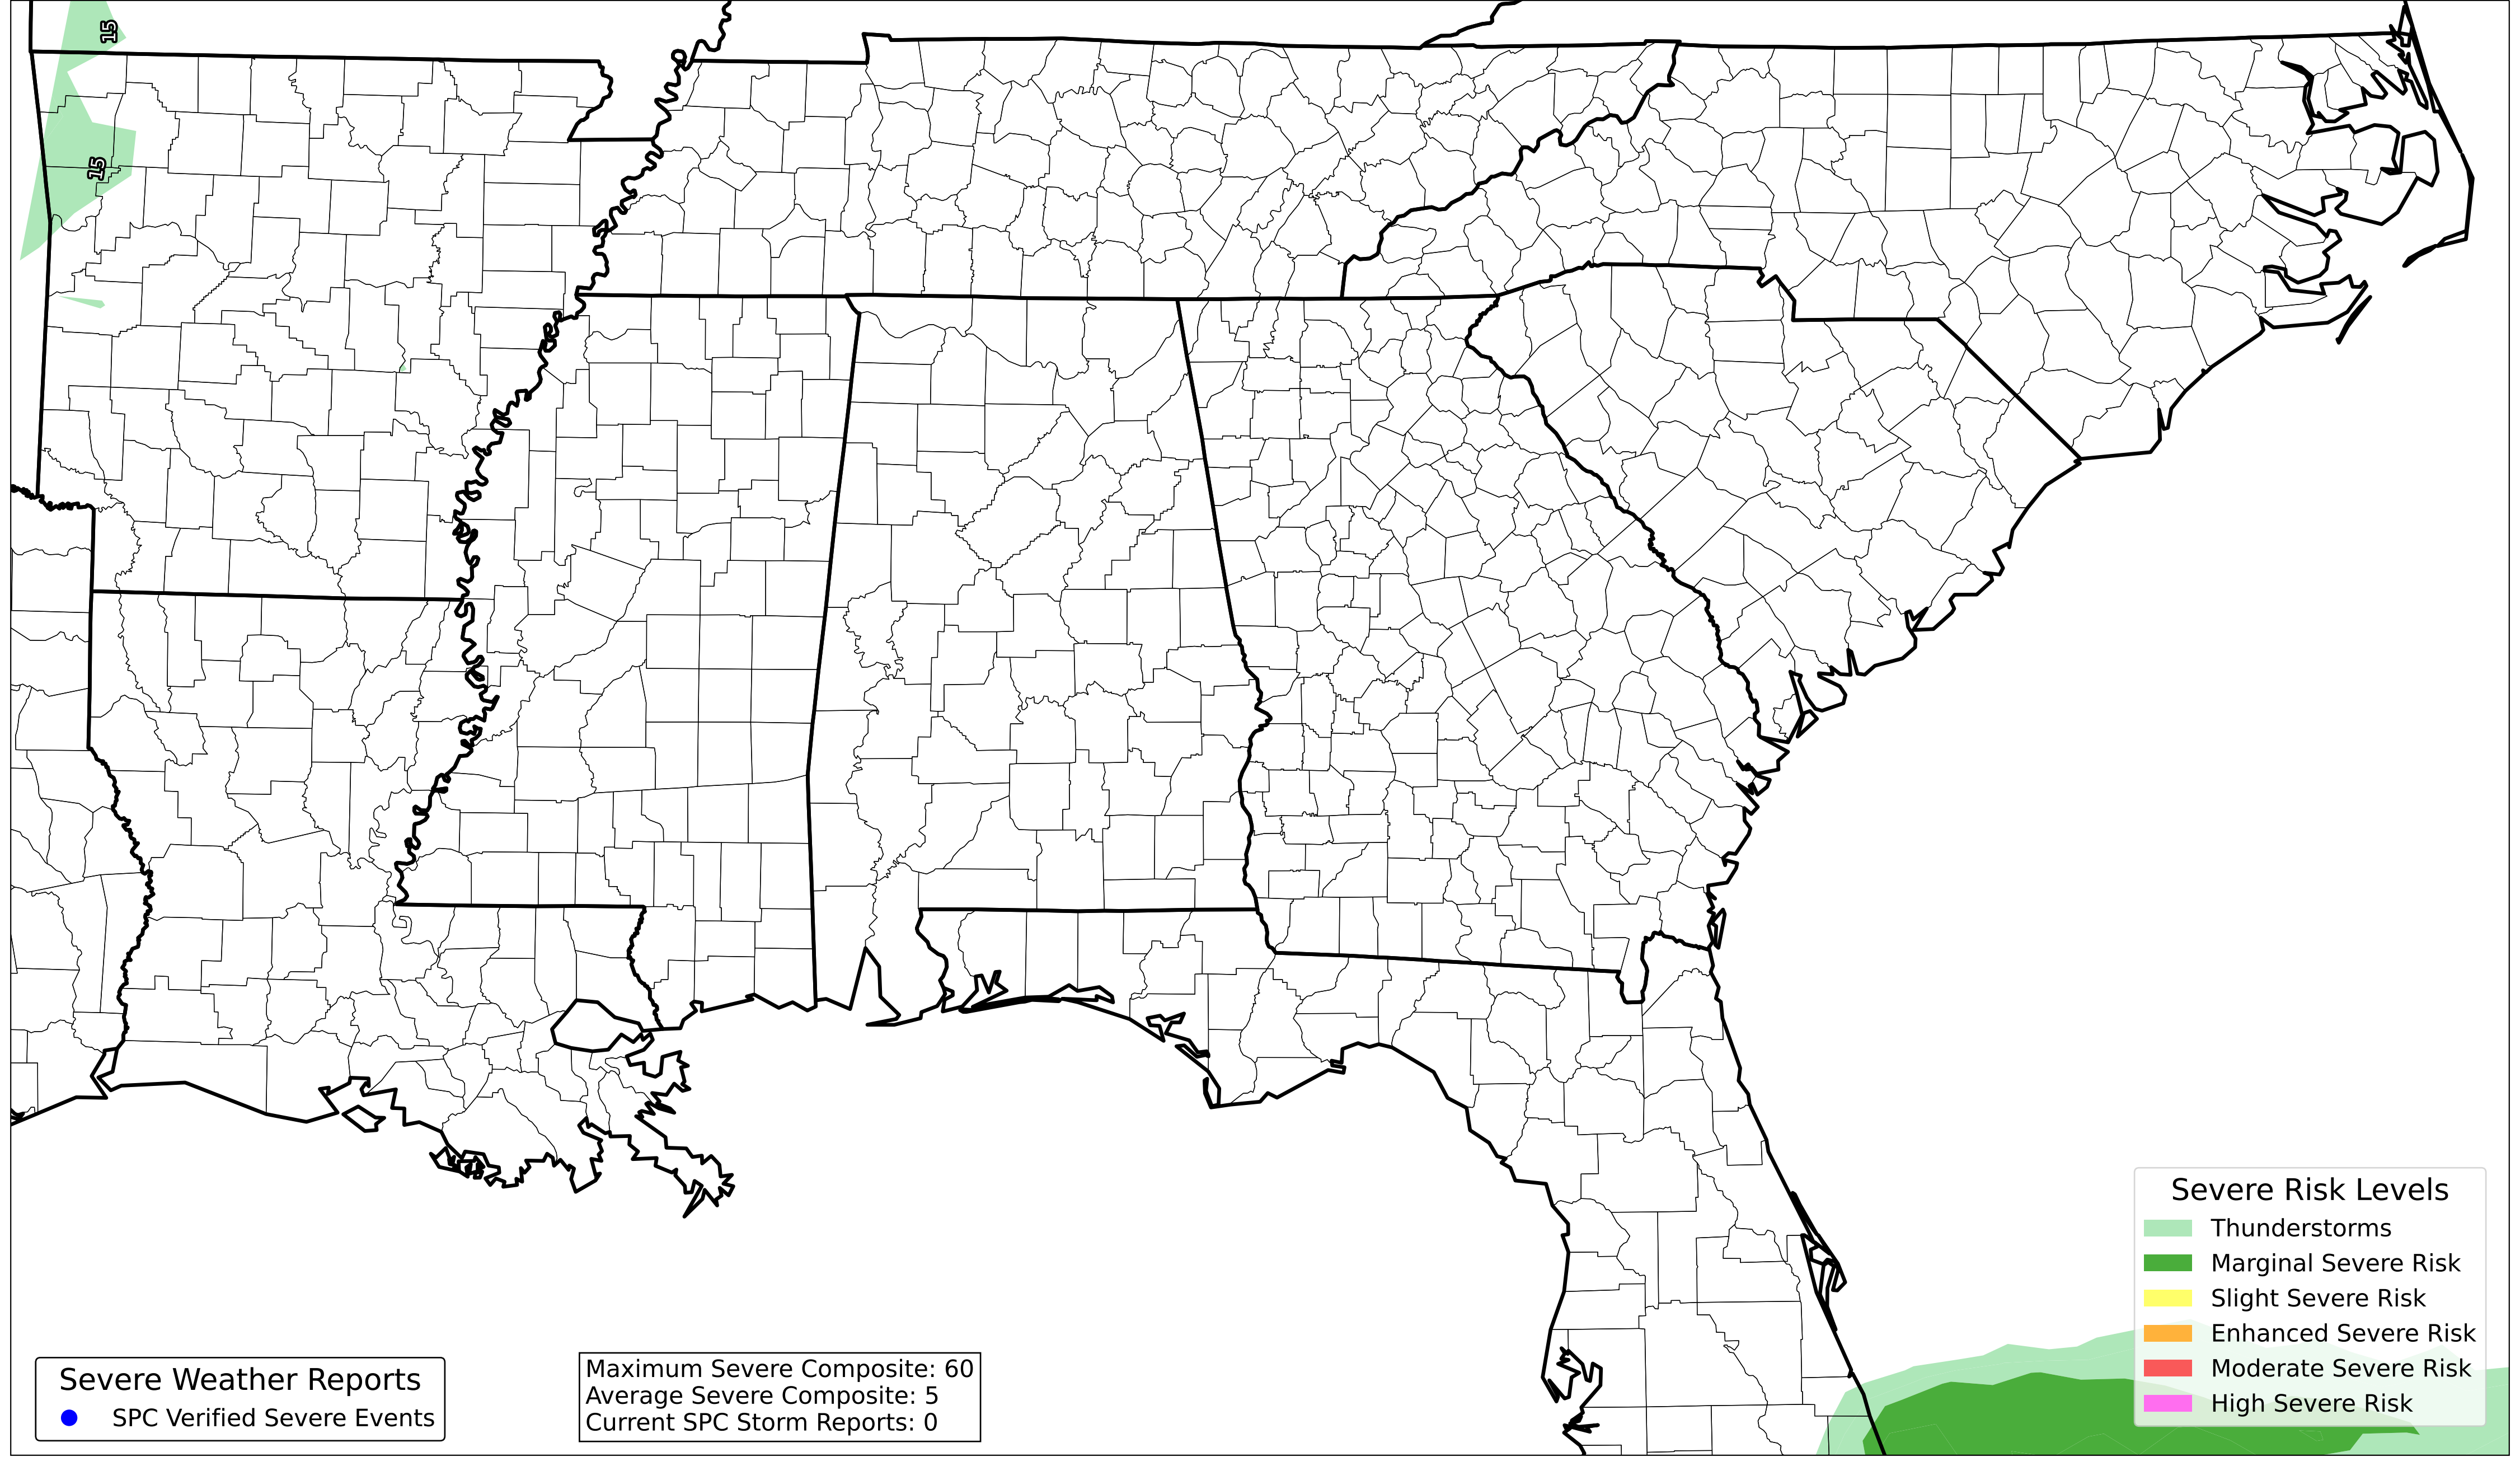 15
15
Severe Risk Levels
Thunderstorms
Marginal Severe Risk
Slight Severe Risk
Enhanced Severe Risk
Moderate Severe Risk
High Severe Risk
Severe Weather Reports
SPC Verified Severe Events
Maximum Severe Composite: 60
Average Severe Composite: 5
Current SPC Storm Reports: 0